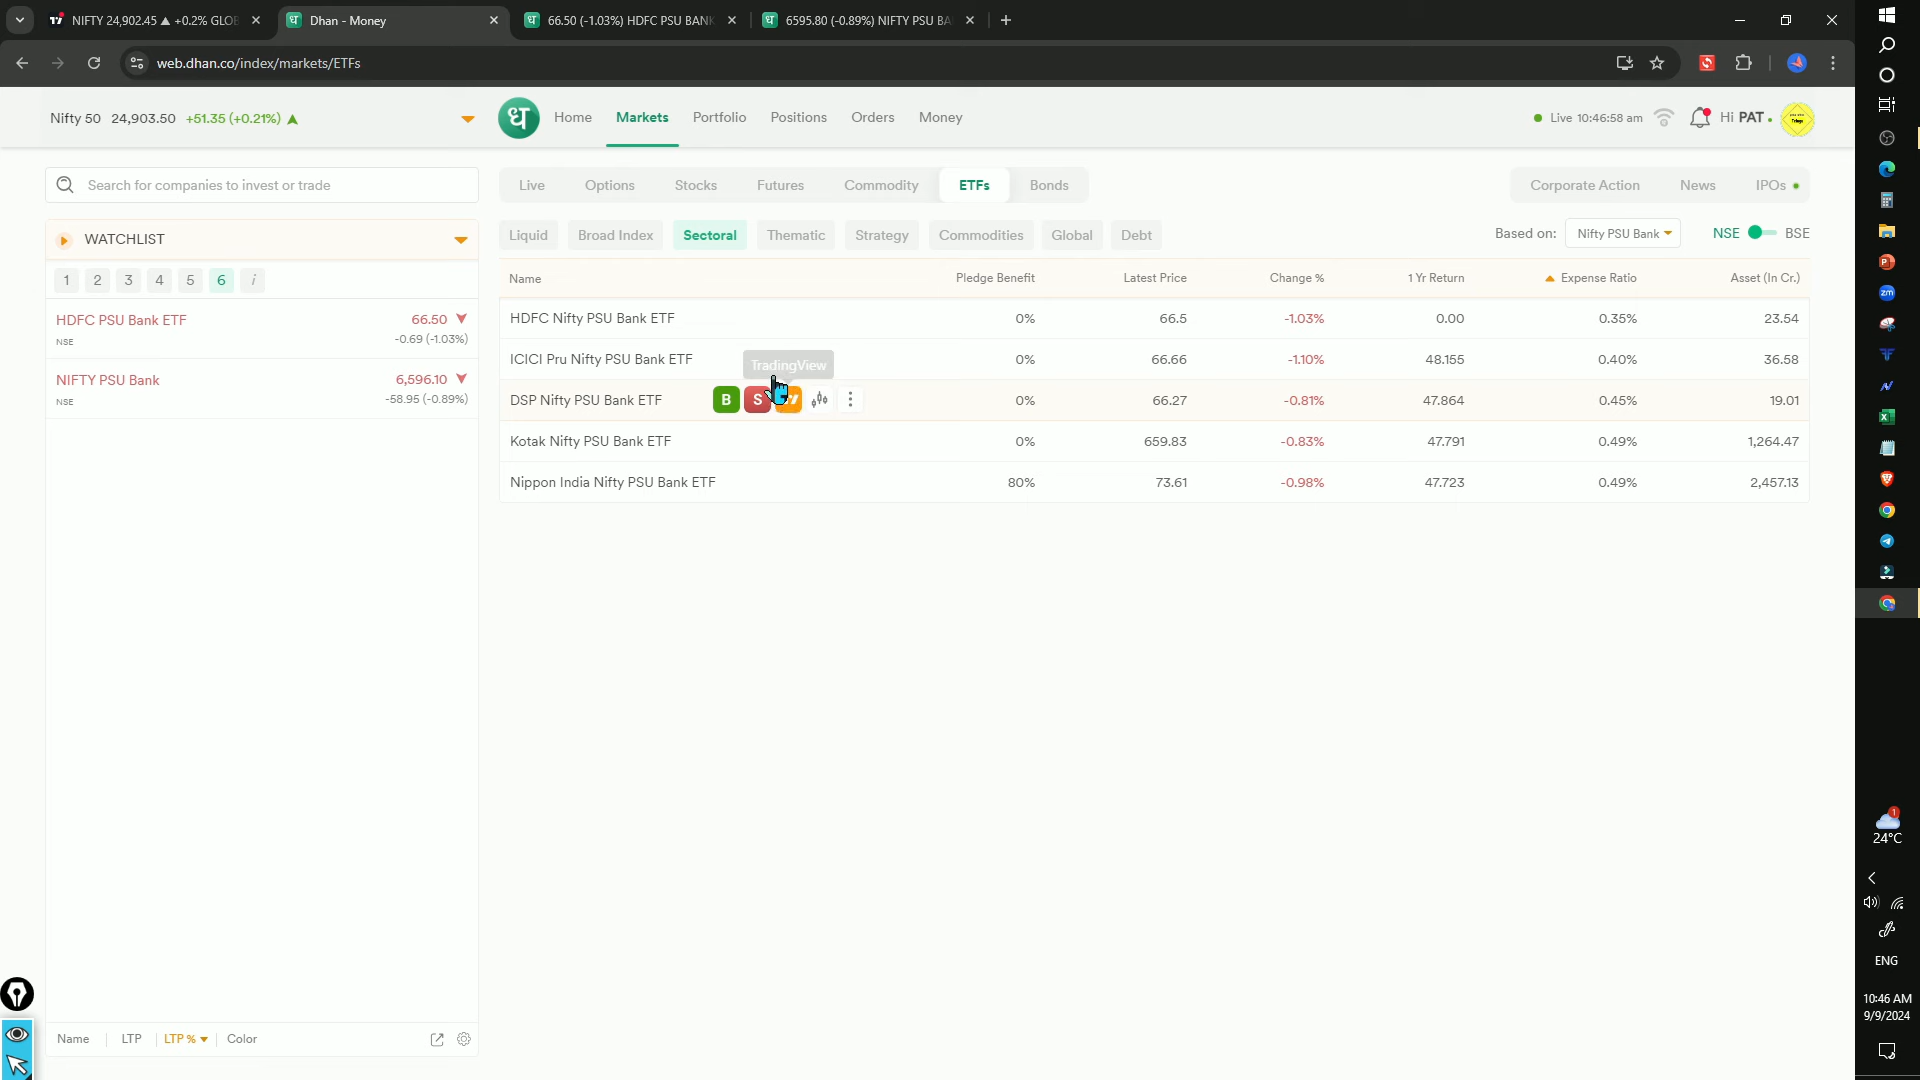 NIFTY 24,902.45 ▲ +0.2% GLOB
Dhan - Money
66.50 (-1.03%) HDFC PSU BANK
6595.80 (-0.89%) NIFTY PSU BA
web.dhan.co/index/markets/ETFs
Nifty 50 24,903.50 +51.35 (+0.21%)
ध
Home Markets Portfolio Positions Orders Money
Live 10:46:58 am
Hi PAT
Search for companies to invest or trade
Live Options Stocks Futures Commodity ETFs Bonds
Corporate Action News IPOs
WATCHLIST
Liquid Broad Index Sectoral Thematic Strategy Commodities Global Debt
Based on: Nifty PSU Bank
NSE BSE
1 2 3 4 5 6 i
Name Pledge Benefit Latest Price Change % 1 Yr Return Expense Ratio Asset (In Cr.)
HDFC PSU Bank ETF 66.50
NSE -0.69 (-1.03%)
NIFTY PSU Bank 6,596.10
NSE -58.95 (-0.89%)
HDFC Nifty PSU Bank ETF 0% 66.5 -1.03% 0.00 0.35% 23.54
ICICI Pru Nifty PSU Bank ETF 0% 66.66 -1.10% 48.155 0.40% 36.58
TradingView
DSP Nifty PSU Bank ETF B S 0% 66.27 -0.81% 47.864 0.45% 19.01
Kotak Nifty PSU Bank ETF 0% 659.83 -0.83% 47.791 0.49% 1,264.47
Nippon India Nifty PSU Bank ETF 80% 73.61 -0.98% 47.723 0.49% 2,457.13
Name LTP LTP % Color
zm
1
24°C
ENG
10:46 AM
9/9/2024